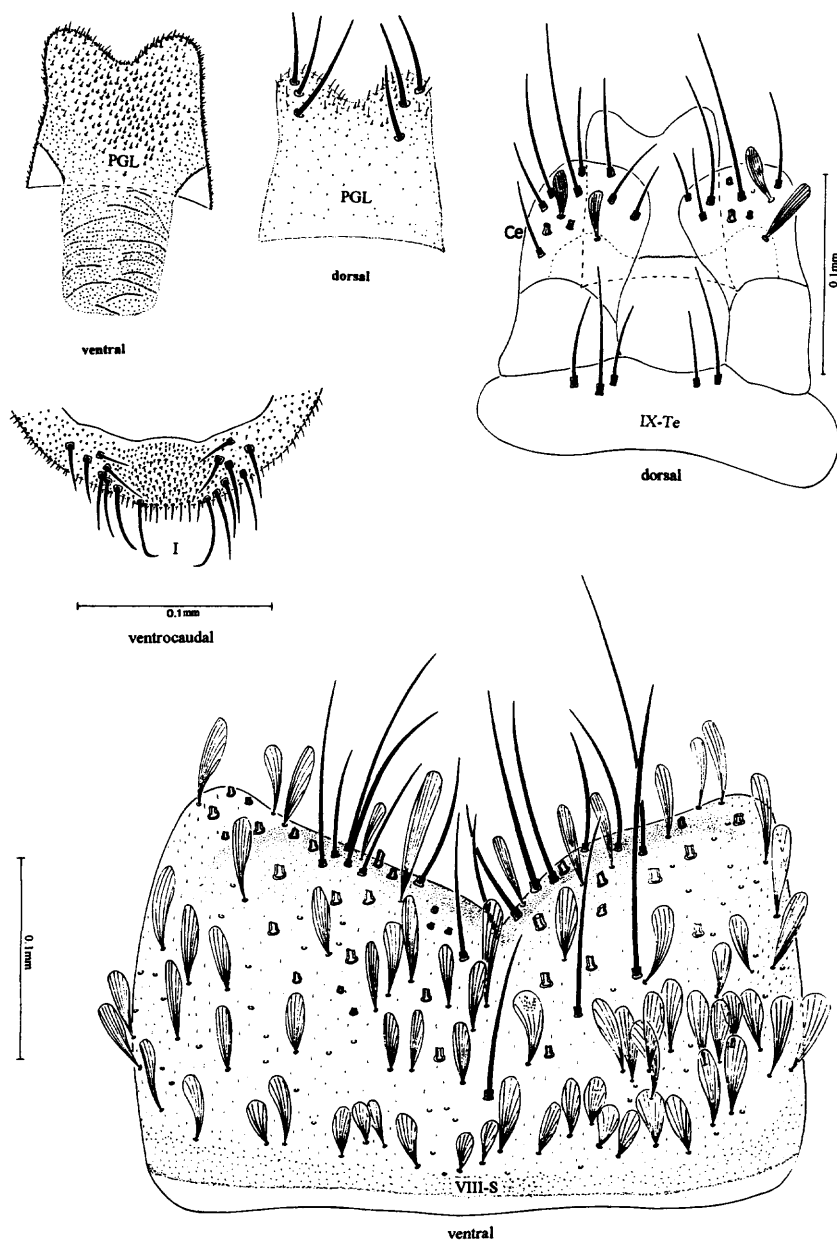 PGL
ventral
PGL
dorsal
Ce
0.1mm
IX-Te
dorsal
I
0.1mm
ventrocaudal
0.1mm
VIII-S
ventral